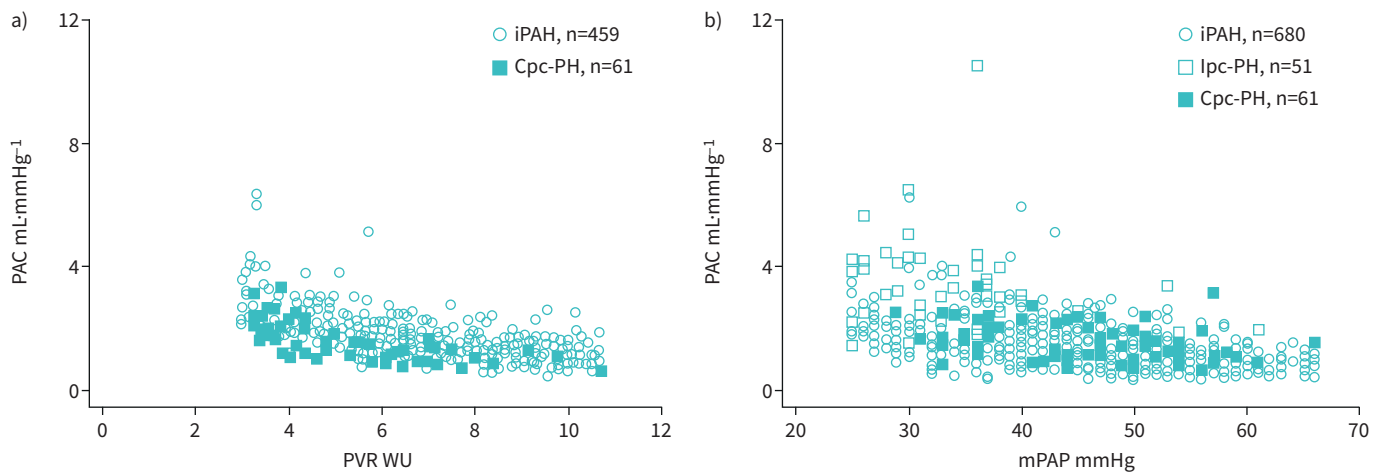 a)
12
8
4
0
PAC mL·mmHg⁻¹
iPAH, n=459
Cpc-PH, n=61
0 2 4 6 8 10 12
PVR WU
b)
12
8
4
0
PAC mL·mmHg⁻¹
iPAH, n=680
Ipc-PH, n=51
Cpc-PH, n=61
20 30 40 50 60 70
mPAP mmHg